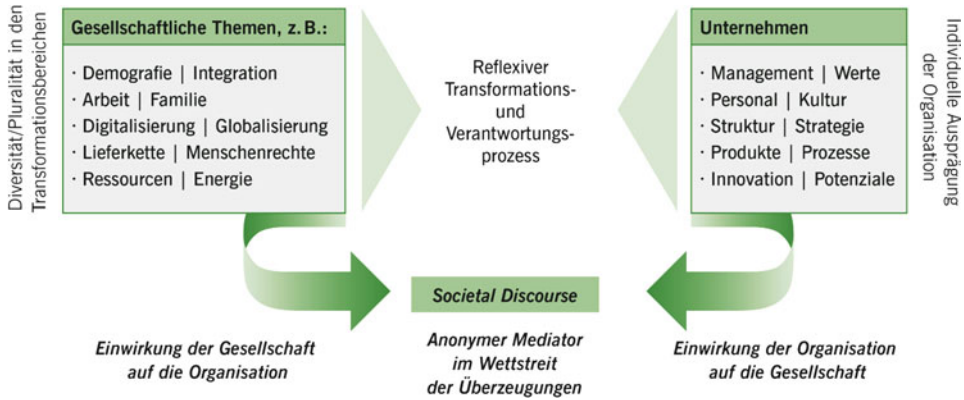 Diversität/Pluralität in den
Transformationsbereichen
Gesellschaftliche Themen, z. B.:
· Demografie | Integration
· Arbeit | Familie
· Digitalisierung | Globalisierung
· Lieferkette | Menschenrechte
· Ressourcen | Energie
Reflexiver
Transformations-
und
Verantwortungs-
prozess
Unternehmen
· Management | Werte
· Personal | Kultur
· Struktur | Strategie
· Produkte | Prozesse
· Innovation | Potenziale
Individuelle Ausprägung
der Organisation
Societal Discourse
Einwirkung der Gesellschaft
auf die Organisation
Anonymer Mediator
im Wettstreit
der Überzeugungen
Einwirkung der Organisation
auf die Gesellschaft